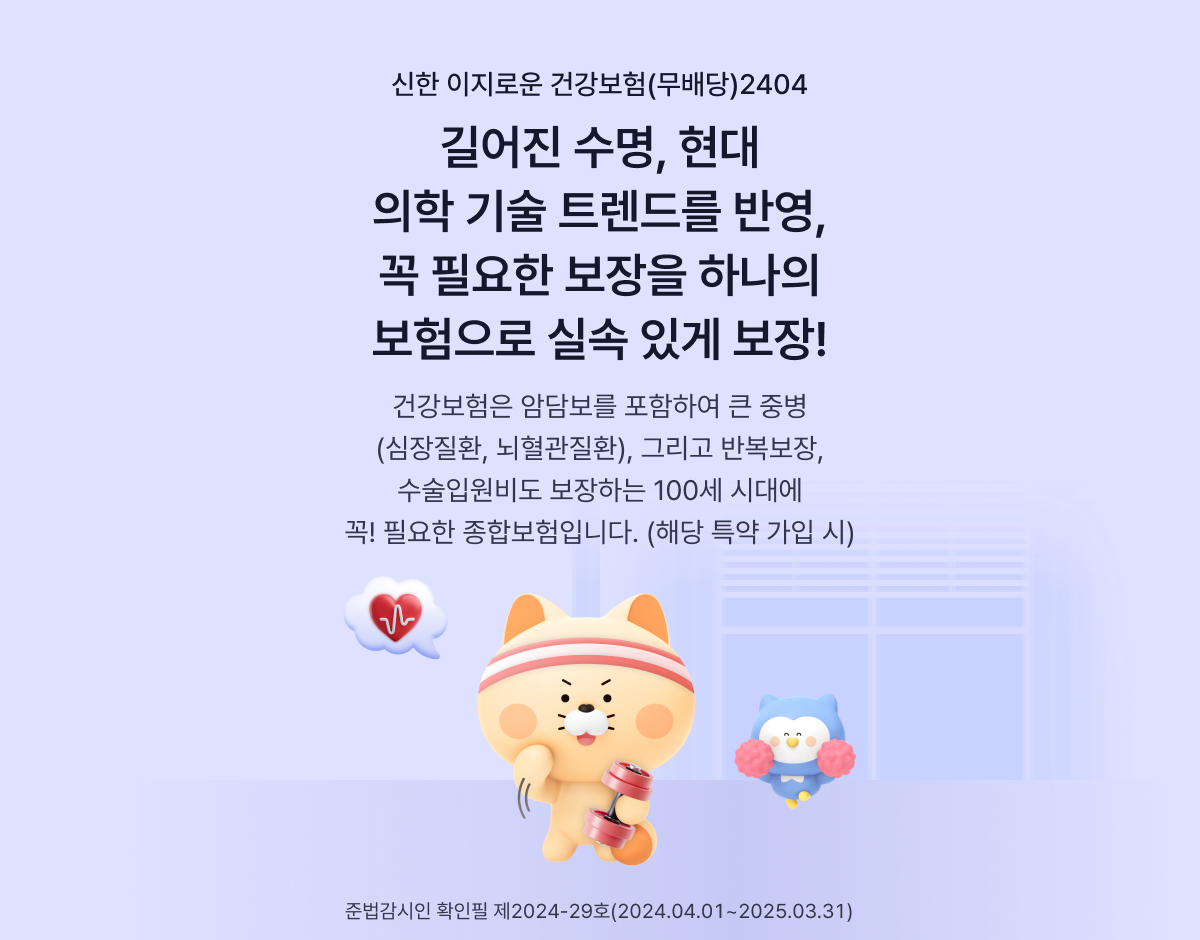 신한 이지로운 건강보험(무배당)2404
길어진 수명, 현대
의학 기술 트렌드를 반영,
꼭 필요한 보장을 하나의
보험으로 실속 있게 보장!
건강보험은 암담보를 포함하여 큰 중병
(심장질환, 뇌혈관질환), 그리고 반복보장,
수술입원비도 보장하는 100세 시대에
꼭! 필요한 종합보험입니다. (해당 특약 가입 시)
준법감시인 확인필 제2024-29호(2024.04.01~2025.03.31)